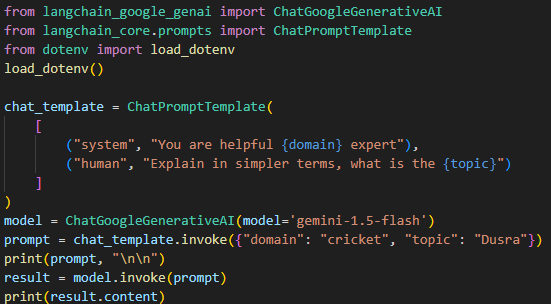 from langchain_google_genai import ChatGoogleGenerativeAI
from langchain_core.prompts import ChatPromptTemplate
from dotenv import load_dotenv
load_dotenv()

chat_template = ChatPromptTemplate(
    [
        ("system", "You are helpful {domain} expert"),
        ("human", "Explain in simpler terms, what is the {topic}")
    ]
)
model = ChatGoogleGenerativeAI(model='gemini-1.5-flash')
prompt = chat_template.invoke({"domain": "cricket", "topic": "Dusra"})
print(prompt, "\n\n")
result = model.invoke(prompt)
print(result.content)